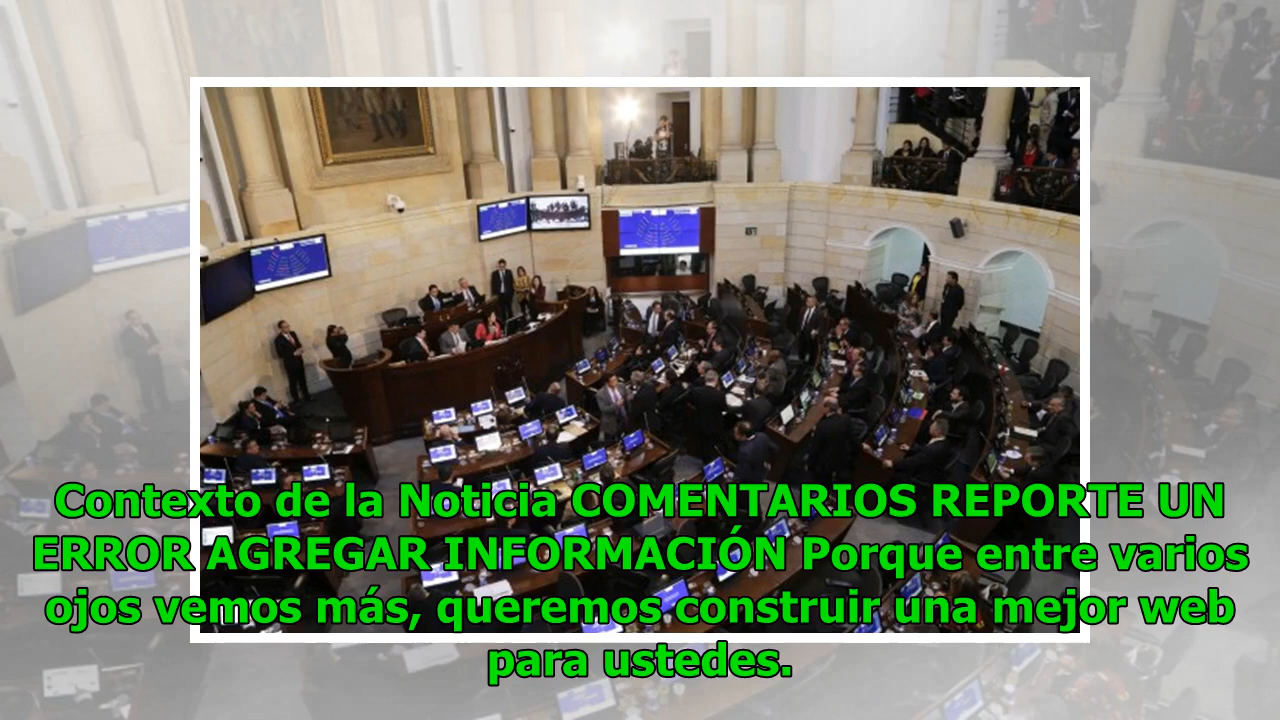 Contexto de la Noticia COMENTARIOS REPORTE UN
ERROR AGREGAR INFORMACIÓN Porque entre varios
ojos vemos más, queremos construir una mejor web
para ustedes.